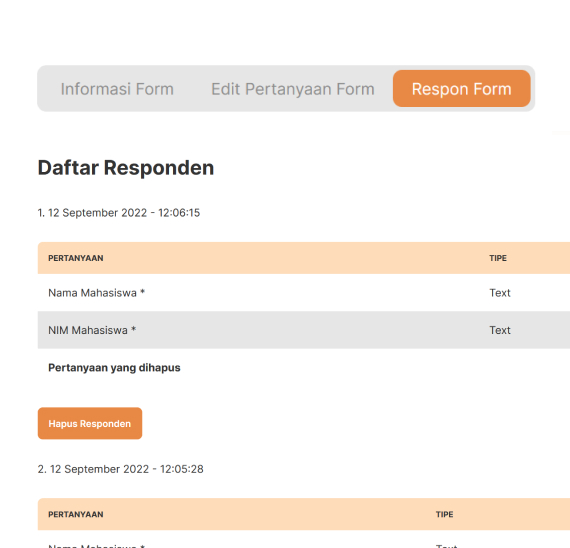 Informasi Form Edit Pertanyaan Form Respon Form
Daftar Responden
1. 12 September 2022 - 12:06:15
PERTANYAAN TIPE
Nama Mahasiswa * Text
NIM Mahasiswa * Text
Pertanyaan yang dihapus
Hapus Responden
2. 12 September 2022 - 12:05:28
PERTANYAAN TIPE
Nama Mahasiswa * Text